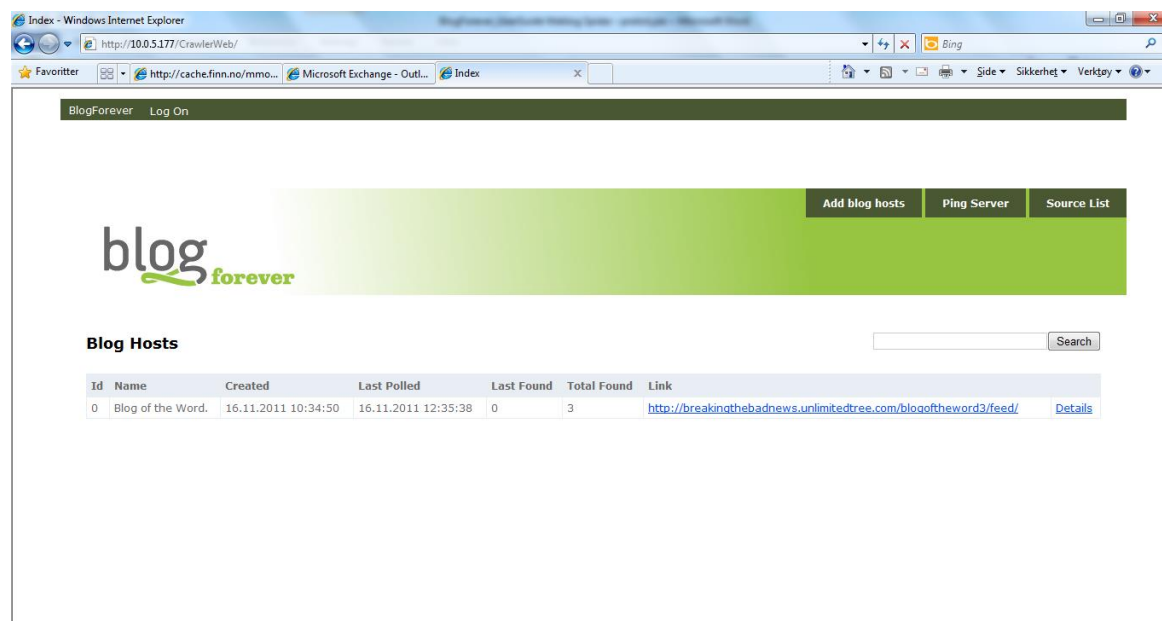 Index - Windows Internet Explorer
http://10.0.5.177/CrawlerWeb/
Bing
Favoritter
http://cache.finn.no/mmo...
Microsoft Exchange - Outl...
Index
Side
Sikkerhet
Verktøy
BlogForever
Log On
Add blog hosts
Ping Server
Source List
blog
forever
Blog Hosts
Search
Id Name Created Last Polled Last Found Total Found Link
0 Blog of the Word. 16.11.2011 10:34:50 16.11.2011 12:35:38 0 3 http://breakingthebadnews.unlimitedtree.com/blogoftheword3/feed/ Details